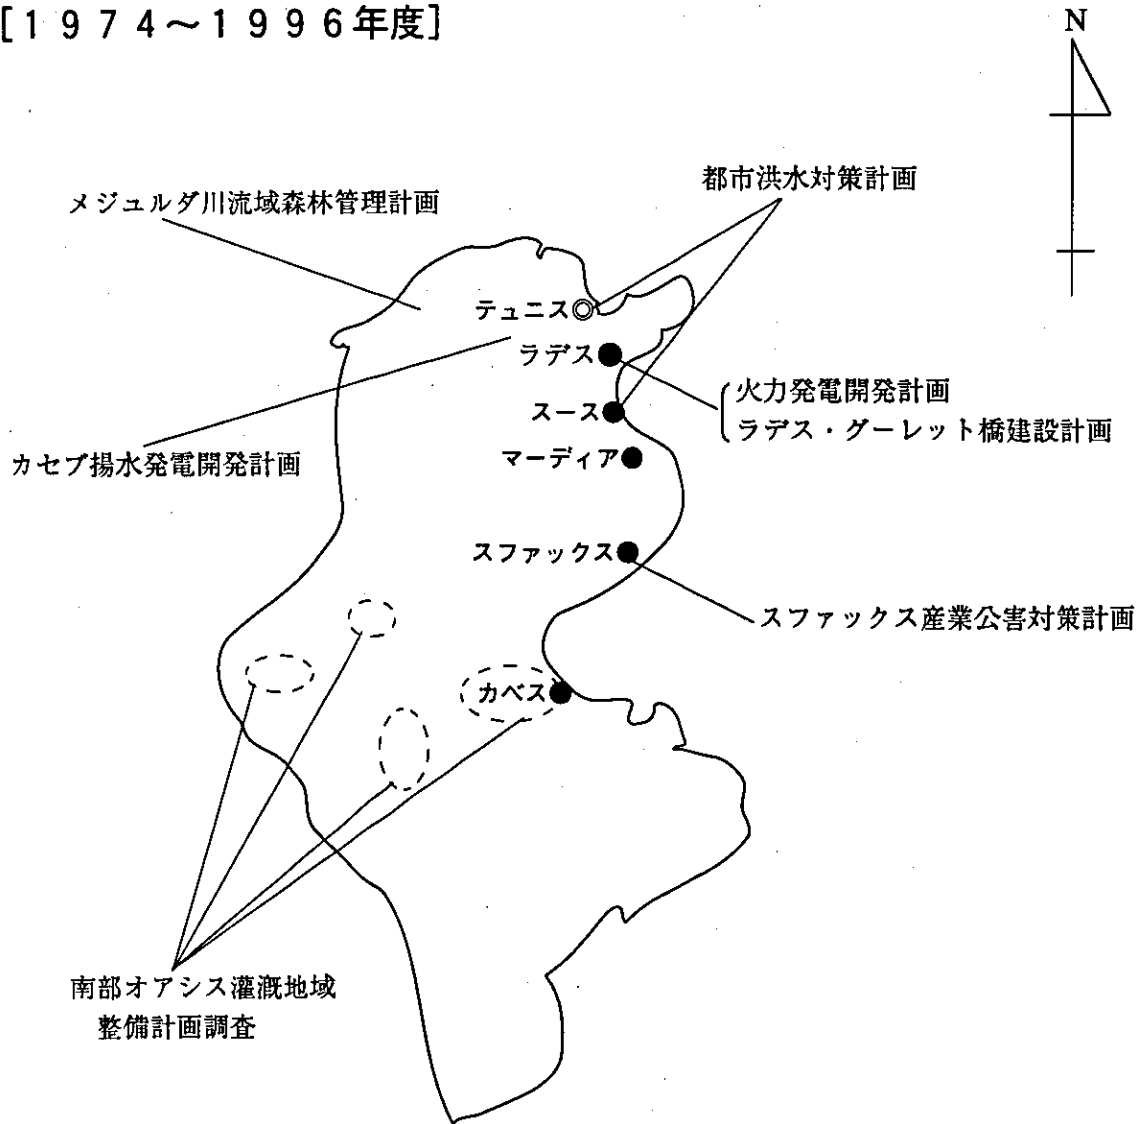 [1974～1996年度]
N
都市洪水対策計画
メジュルダ川流域森林管理計画
テュニス
ラデス
火力発電開発計画
スース
ラデス・グーレット橋建設計画
マーディア
カセブ揚水発電開発計画
スファックス
スファックス産業公害対策計画
カベス
南部オアシス灌漑地域
整備計画調査